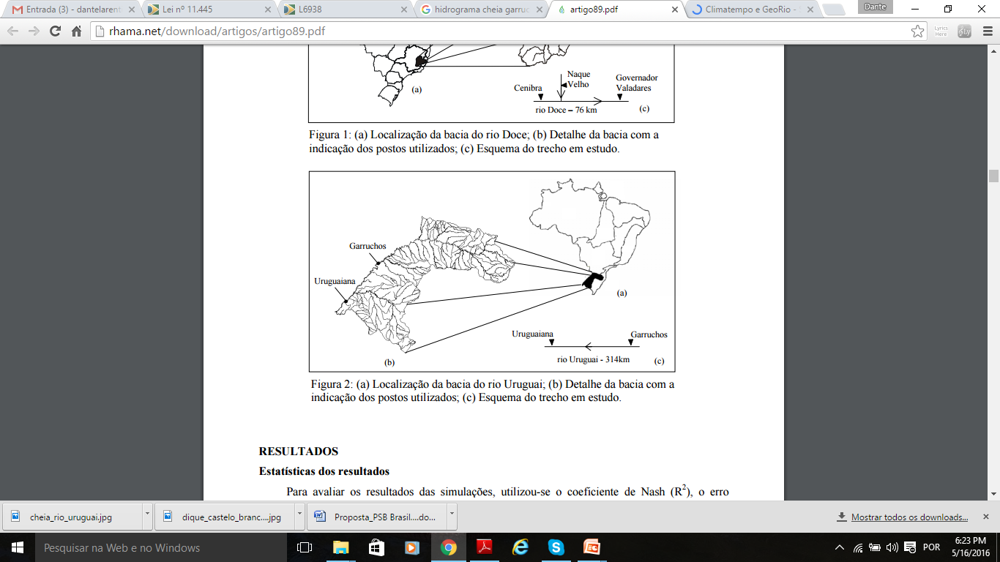 Entrada (3) - dantelarent
Lei nº 11.445
L6938
hidrograma cheia garruc
artigo89.pdf
Climatempo e GeoRio -
Dante
rhama.net/download/artigos/artigo89.pdf
Lyrics
Here
(a)
Cenibra
Naque
Velho
Governador
Valadares
rio Doce – 76 km
(c)
Figura 1: (a) Localização da bacia do rio Doce; (b) Detalhe da bacia com a
indicação dos postos utilizados; (c) Esquema do trecho em estudo.
Garruchos
Uruguaiana
(a)
Uruguaiana
Garruchos
rio Uruguai - 314km
(c)
(b)
Figura 2: (a) Localização da bacia do rio Uruguai; (b) Detalhe da bacia com a
indicação dos postos utilizados; (c) Esquema do trecho em estudo.
RESULTADOS
Estatísticas dos resultados
Para avaliar os resultados das simulações, utilizou-se o coeficiente de Nash (R²), o erro
cheia_rio_uruguai.jpg
dique_castelo_branc....jpg
Proposta_PSB Brasil....do...
Mostrar todos os downloads...
Pesquisar na Web e no Windows
POR
6:23 PM
5/16/2016